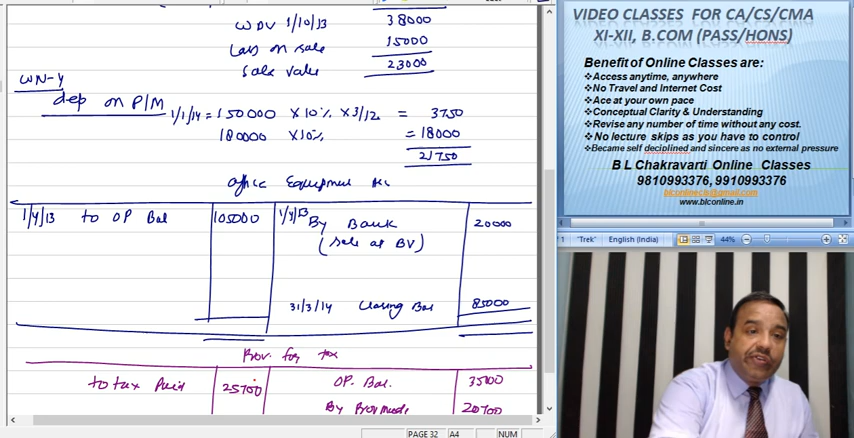 WDV 1/10/13 38000
Loss on sale 15000
Sale value 23000
WN-4
dep on P/M
1/1/14 = 150000 X 10% X 3/12 = 3750
180000 X 10% = 18000
21750
Office Equipment A/c
1/4/13 to OP Bal 105000 1/4/13 By Bank 20000
(Sale at BV)
31/3/14 Closing Bal 85000
Prov. for tax
to tax Paid 25700 OP. Bal. 35000
By Prov made 20700
PAGE 32 A4 NUM
VIDEO CLASSES FOR CA/CS/CMA
XI-XII, B.COM (PASS/HONS)
Benefit of Online Classes are:
❖Access anytime, anywhere
❖No Travel and Internet Cost
❖Ace at your own pace
❖Conceptual Clarity & Understanding
❖Revise any number of time without any cost.
❖No lecture skips as you have to control
❖Became self deciplined and sincere as no external pressure
B L Chakravarti Online Classes
9810993376, 9910993376
blconlineclu@gmail.com
www.blconline.in
1 "Trek" English (India) 44%